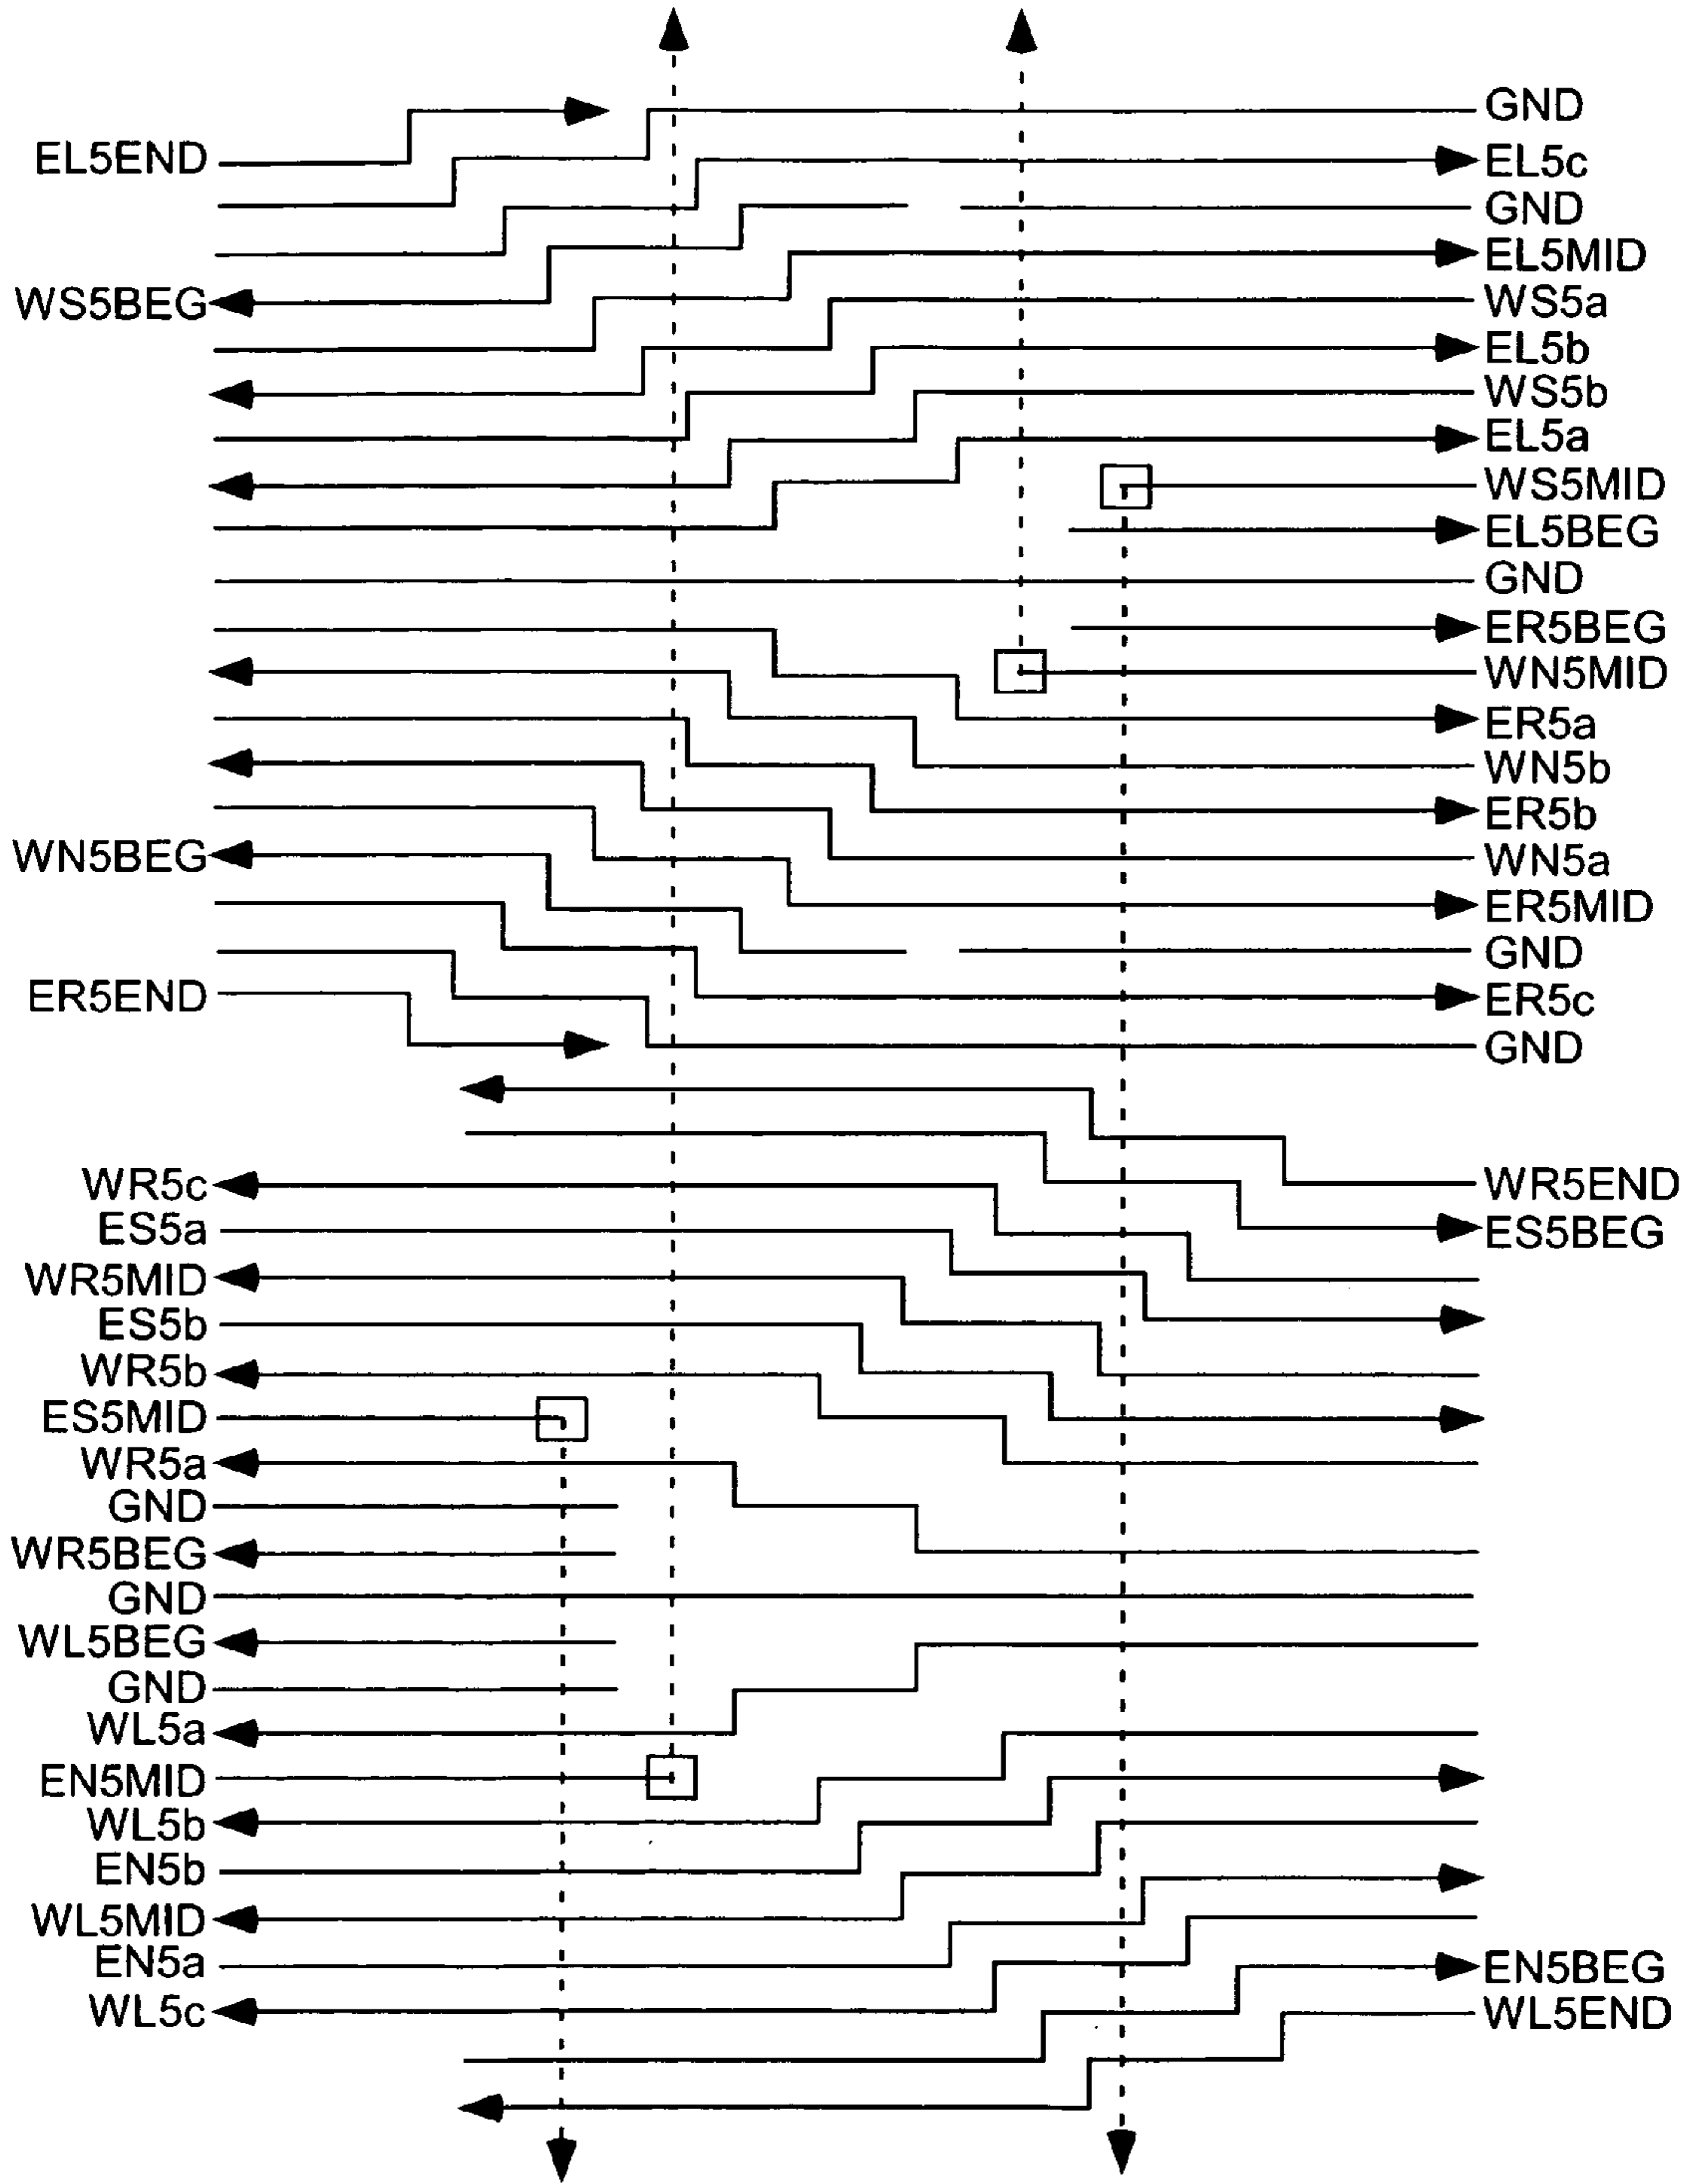 GND
EL5END
EL5c
GND
EL5MID
WS5BEG
WS5a
EL5b
WS5b
EL5a
WS5MID
EL5BEG
GND
ER5BEG
WN5MID
ER5a
WN5b
ER5b
WN5BEG
WN5a
ER5MID
GND
ER5END
ER5c
GND
WR5c
WR5END
ES5a
ES5BEG
WR5MID
ES5b
WR5b
ES5MID
WR5a
GND
WR5BEG
GND
WL5BEG
GND
WL5a
EN5MID
WL5b
EN5b
WL5MID
EN5a
EN5BEG
WL5c
WL5END